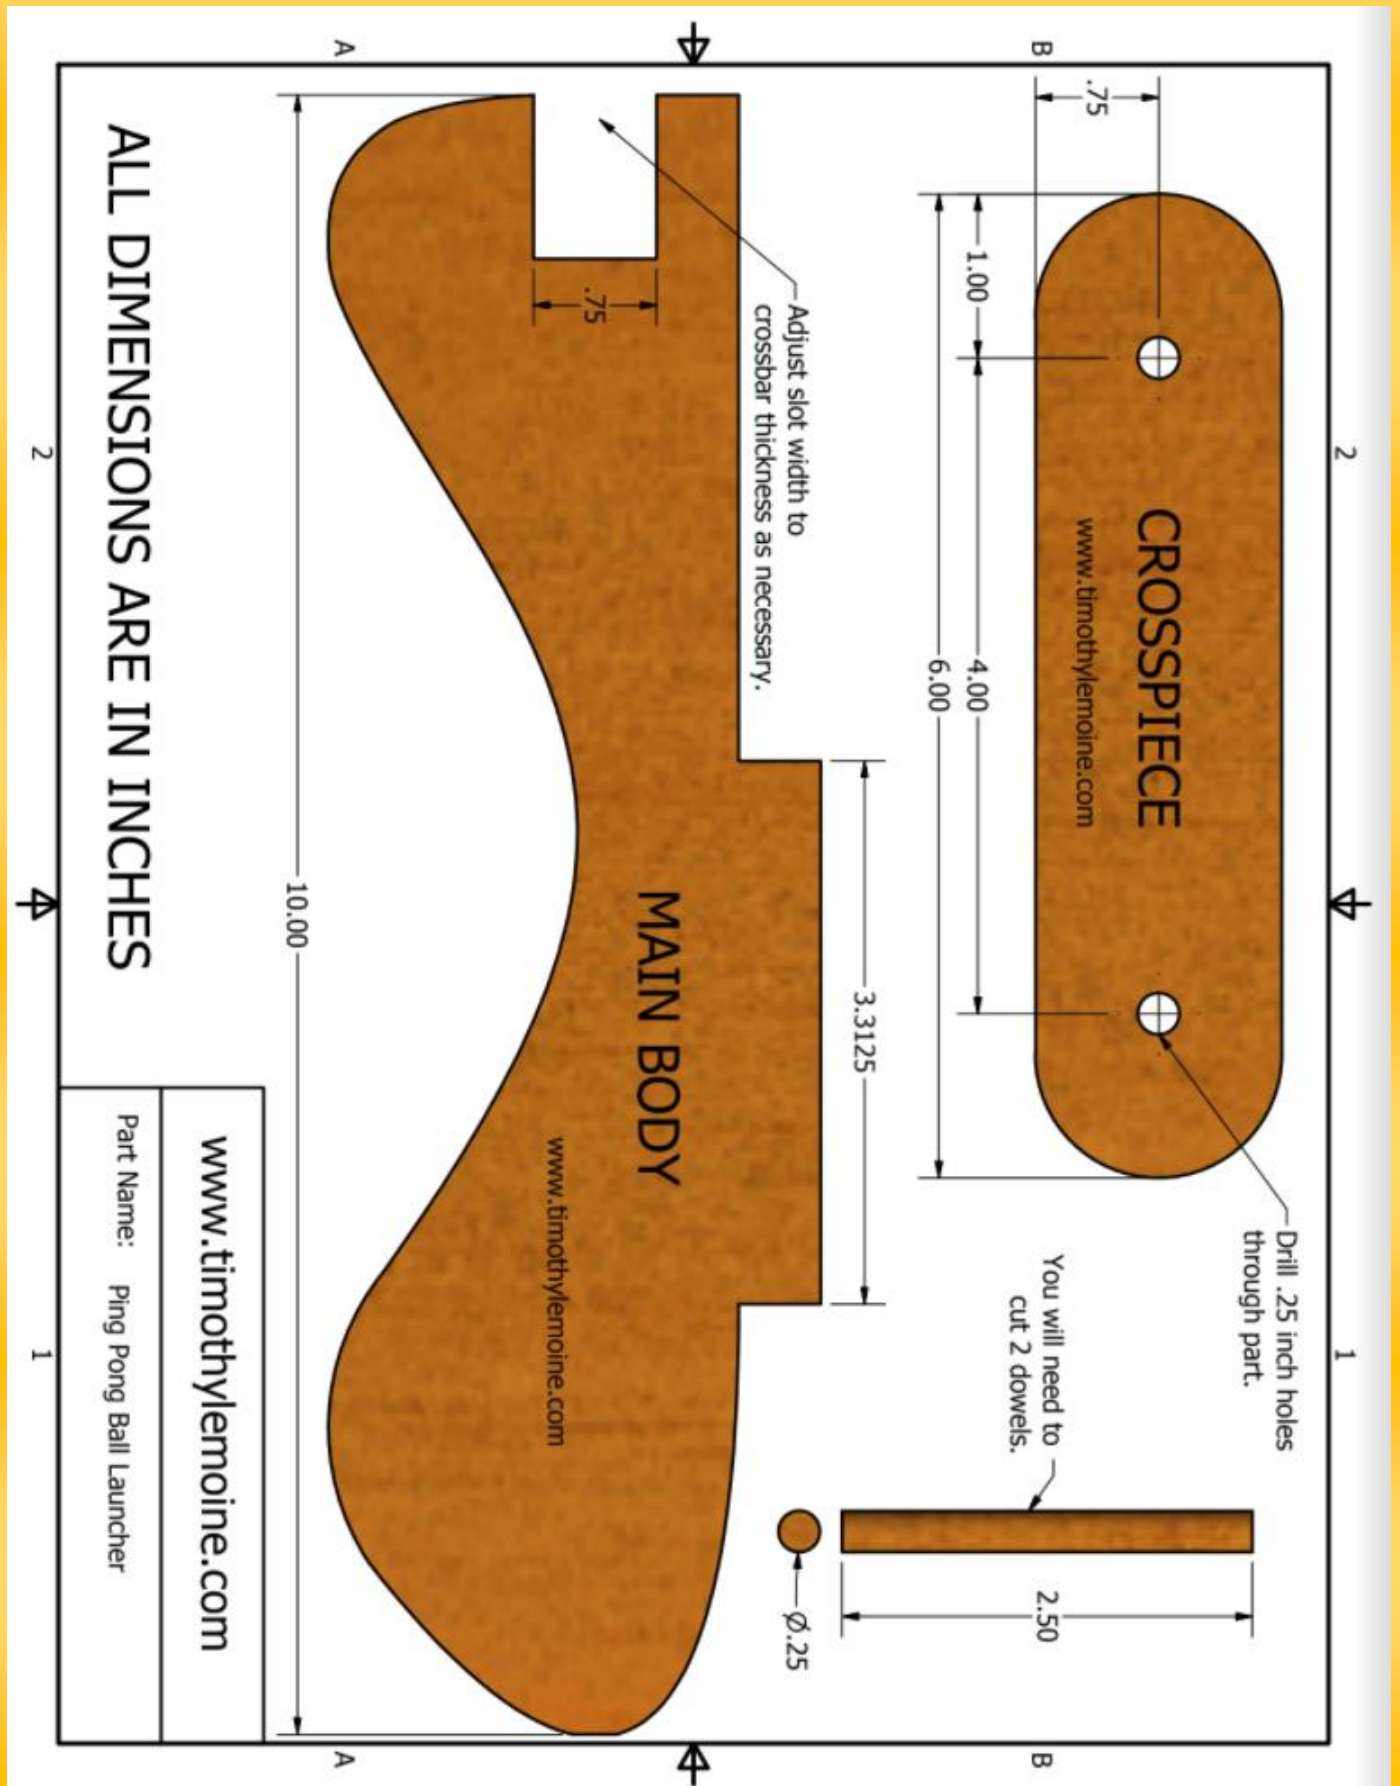 B
B
A
A
2
2
1
1
.75
1.00
4.00
6.00
CROSSPIECE
www.timothylemoine.com
Drill .25 inch holes
through part.
You will need to
cut 2 dowels.
2.50
Ø.25
Adjust slot width to
crossbar thickness as necessary.
.75
3.3125
MAIN BODY
www.timothylemoine.com
10.00
ALL DIMENSIONS ARE IN INCHES
www.timothylemoine.com
Part Name: Ping Pong Ball Launcher